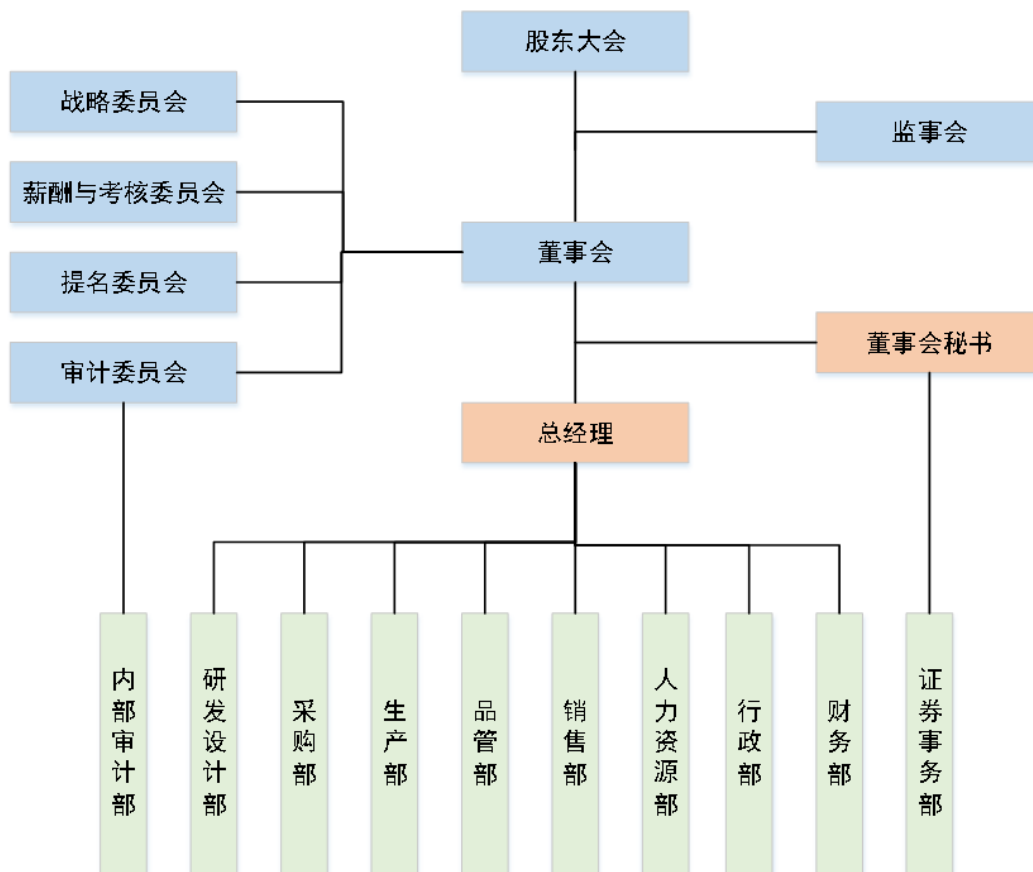 股东大会
战略委员会
监事会
薪酬与考核委员会
董事会
提名委员会
董事会秘书
审计委员会
总经理
内部审计部
研发设计部
采购部
生产部
品管部
销售部
人力资源部
行政部
财务部
证券事务部